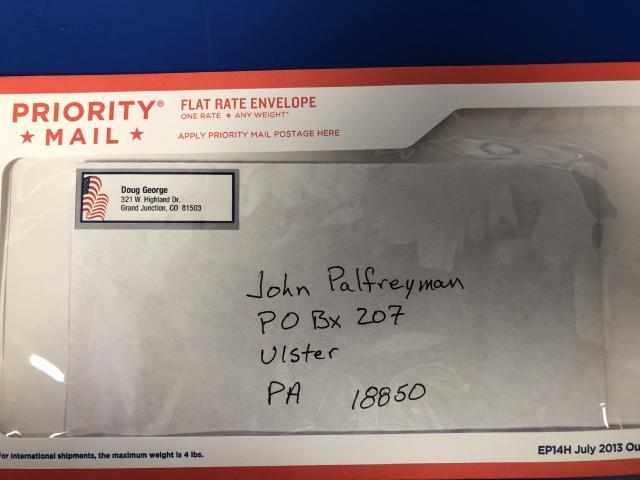 PRIORITY®
★ MAIL ★
FLAT RATE ENVELOPE
ONE RATE ★ ANY WEIGHT*
APPLY PRIORITY MAIL POSTAGE HERE
Doug George
321 W. Highland Dr.
Grand Junction, CO 81503
John Palfreyman
PO Bx 207
Ulster
PA 18850
For international shipments, the maximum weight is 4 lbs.
EP14H July 2013 Ou